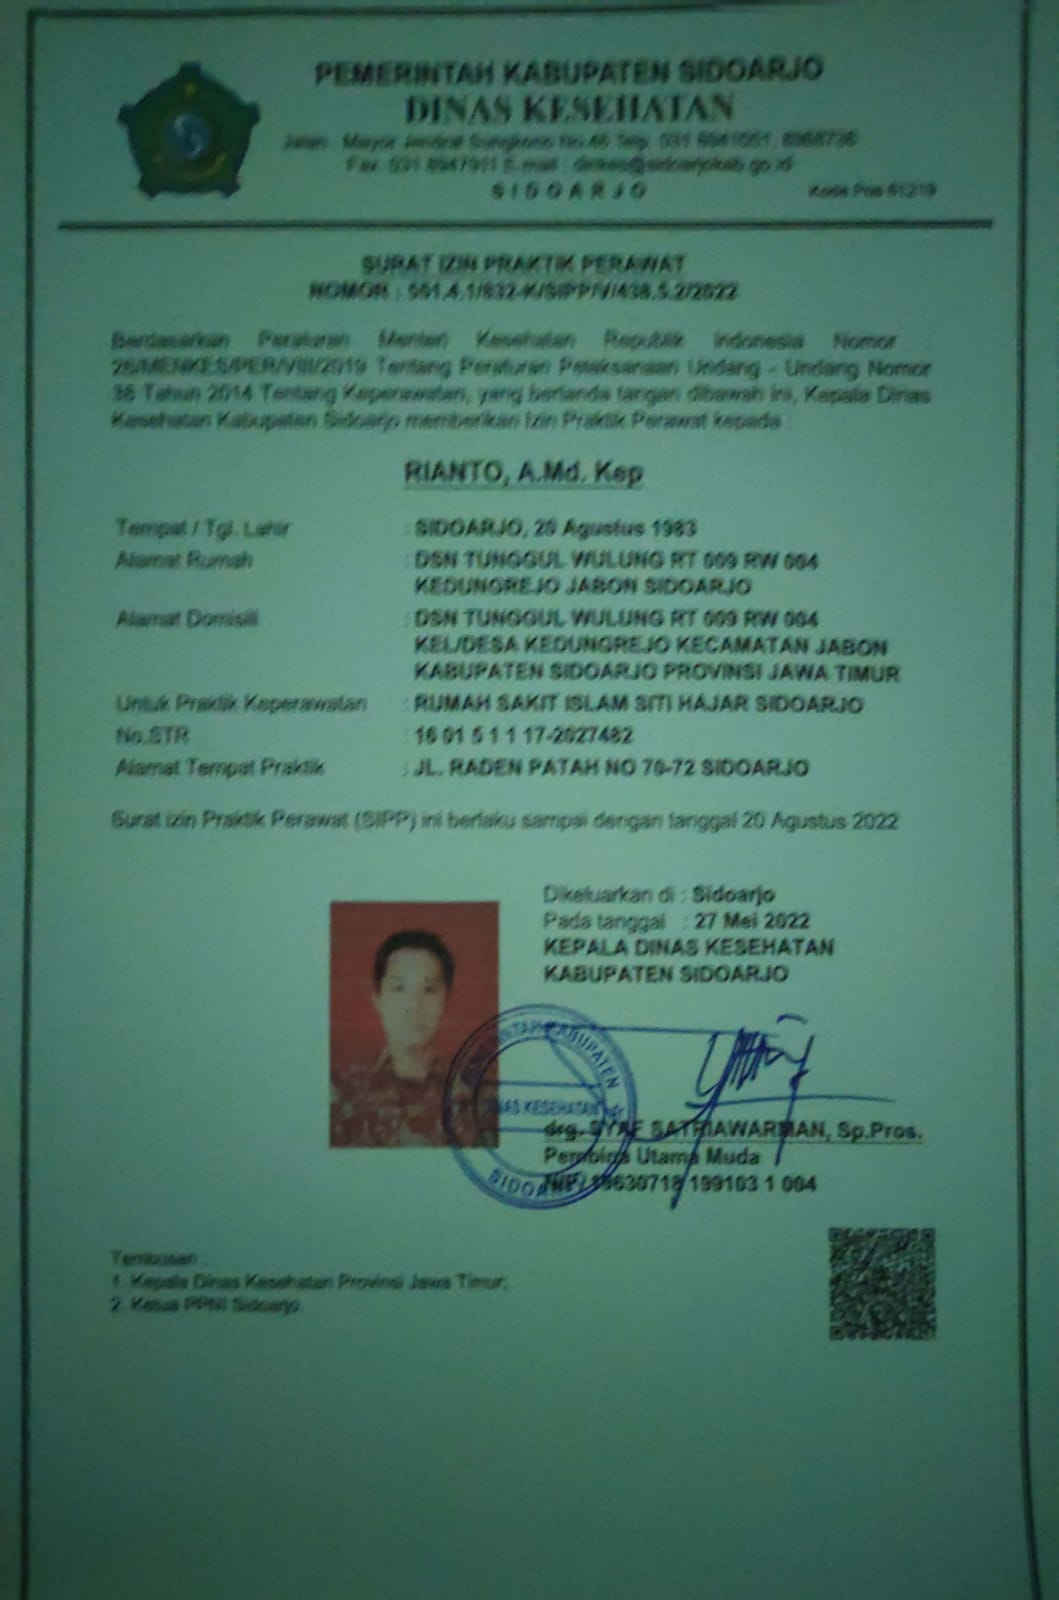 PEMERINTAH KABUPATEN SIDOARJO
DINAS KESEHATAN
Jalan Mayor Jendral Sungkono No.46 Telp. 031 8941051, 8968736
Fax. 031 8947911 E-mail : dinkes@sidoarjokab.go.id
SIDOARJO
Kode Pos 61219
SURAT IZIN PRAKTIK PERAWAT
NOMOR : 551.4.1/832-K/SIPP/V/438.5.2/2022
Berdasarkan Peraturan Menteri Kesehatan Republik Indonesia Nomor :
26/MENKES/PER/VIII/2019 Tentang Peraturan Pelaksanaan Undang - Undang Nomor
38 Tahun 2014 Tentang Keperawatan, yang bertanda tangan dibawah ini, Kepala Dinas
Kesehatan Kabupaten Sidoarjo memberikan Izin Praktik Perawat kepada :
RIANTO, A.Md. Kep
Tempat / Tgl. Lahir : SIDOARJO, 20 Agustus 1983
Alamat Rumah : DSN TUNGGUL WULUNG RT 009 RW 004
KEDUNGREJO JABON SIDOARJO
Alamat Domisili : DSN TUNGGUL WULUNG RT 009 RW 004
KEL/DESA KEDUNGREJO KECAMATAN JABON
KABUPATEN SIDOARJO PROVINSI JAWA TIMUR
Untuk Praktik Keperawatan : RUMAH SAKIT ISLAM SITI HAJAR SIDOARJO
No.STR : 16 01 5 1 1 17-2027482
Alamat Tempat Praktik : JL. RADEN PATAH NO 70-72 SIDOARJO
Surat izin Praktik Perawat (SIPP) ini berlaku sampai dengan tanggal 20 Agustus 2022
Dikeluarkan di : Sidoarjo
Pada tanggal : 27 Mei 2022
KEPALA DINAS KESEHATAN
KABUPATEN SIDOARJO
PEMERINTAH KABUPATEN
DINAS KESEHATAN
SIDOARJO
drg. SYAF SATRIAWARMAN, Sp.Pros.
Pembina Utama Muda
NIP. 19630718 199103 1 004
Tembusan :
1. Kepala Dinas Kesehatan Provinsi Jawa Timur;
2. Ketua PPNI Sidoarjo.